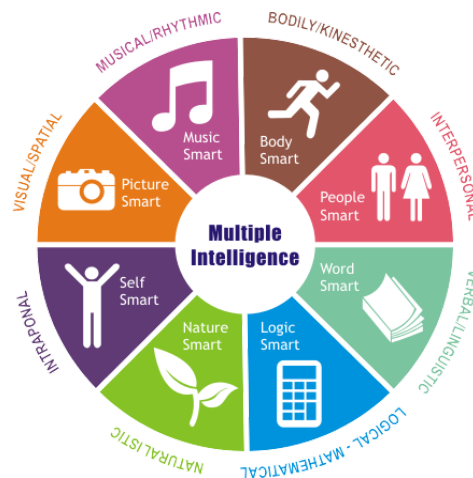 MUSICAL/RHYTHMIC
BODILY/KINESTHETIC
INTERPERSONAL
VERBAL/LINGUISTIC
LOGICAL - MATHEMATICAL
NATURALISTIC
INTRAPONAL
VISUAL/SPATIAL
Music
Smart
Body
Smart
People
Smart
Word
Smart
Logic
Smart
Nature
Smart
Self
Smart
Picture
Smart
Multiple
Intelligence